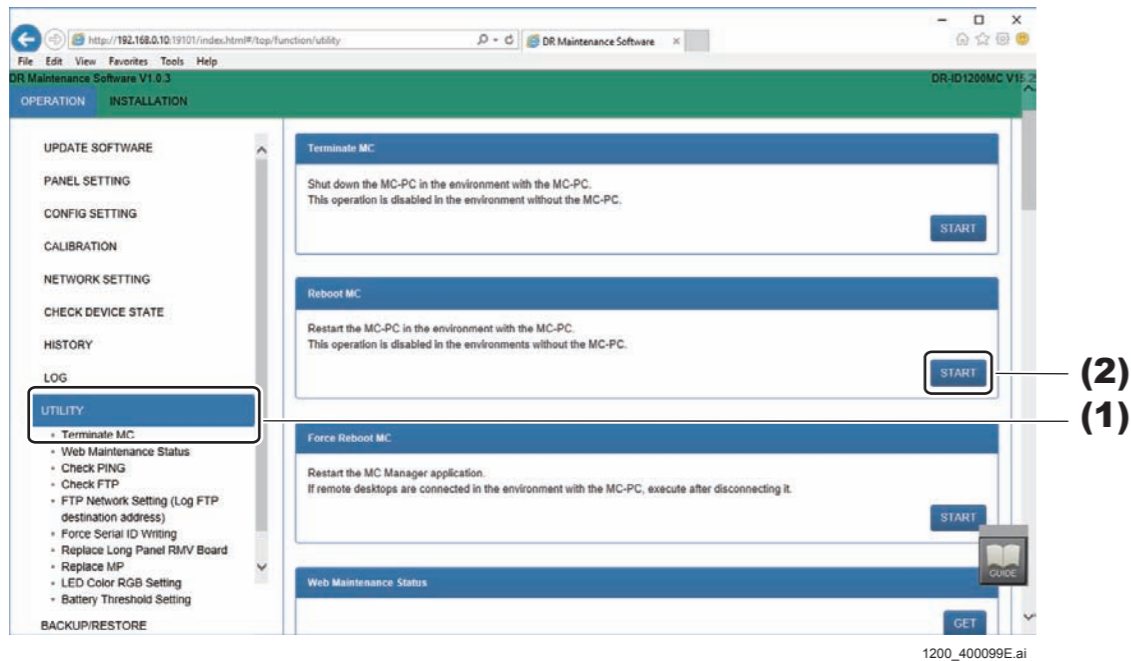 http://192.168.0.10:19101/index.html#/top/function/utility
DR Maintenance Software
File Edit View Favorites Tools Help
DR Maintenance Software V1.0.3
DR-ID1200MC V15.2
OPERATION INSTALLATION
UPDATE SOFTWARE
PANEL SETTING
CONFIG SETTING
CALIBRATION
NETWORK SETTING
CHECK DEVICE STATE
HISTORY
LOG
UTILITY
Terminate MC
Web Maintenance Status
Check PING
Check FTP
FTP Network Setting (Log FTP
destination address)
Force Serial ID Writing
Replace Long Panel RMV Board
Replace MP
LED Color RGB Setting
Battery Threshold Setting
BACKUP/RESTORE
Terminate MC
Shut down the MC-PC in the environment with the MC-PC.
This operation is disabled in the environment without the MC-PC.
START
Reboot MC
Restart the MC-PC in the environment with the MC-PC.
This operation is disabled in the environments without the MC-PC.
START
Force Reboot MC
Restart the MC Manager application.
If remote desktops are connected in the environment with the MC-PC, execute after disconnecting it.
START
GUIDE
Web Maintenance Status
GET
(2)
(1)
1200_400099E.ai